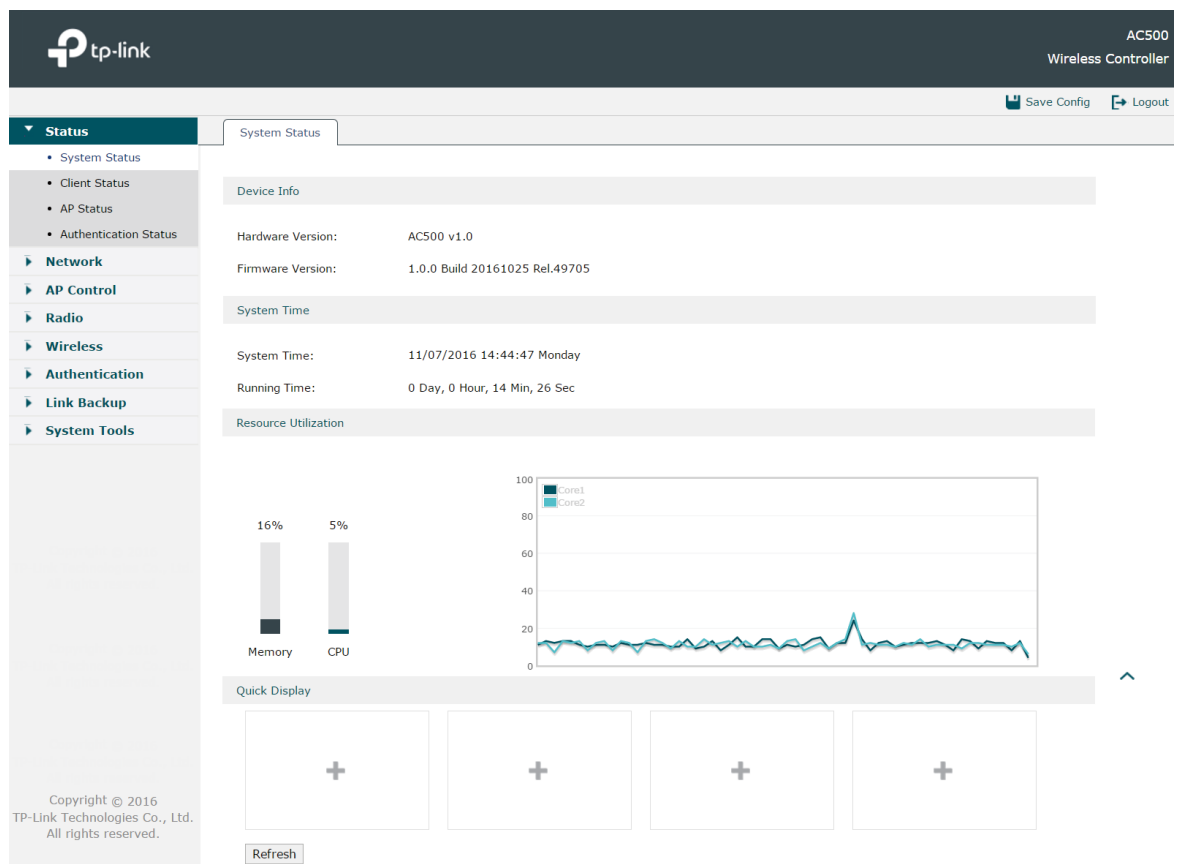 tp-link
AC500
Wireless Controller
Save Config
Logout
Status
System Status
Client Status
AP Status
Authentication Status
Network
AP Control
Radio
Wireless
Authentication
Link Backup
System Tools
Copyright © 2016
TP-Link Technologies Co., Ltd.
All rights reserved.
System Status
Device Info
Hardware Version: AC500 v1.0
Firmware Version: 1.0.0 Build 20161025 Rel.49705
System Time
System Time: 11/07/2016 14:44:47 Monday
Running Time: 0 Day, 0 Hour, 14 Min, 26 Sec
Resource Utilization
16% 5%
Memory CPU
100
80
60
40
20
0
Core1
Core2
Quick Display
Refresh